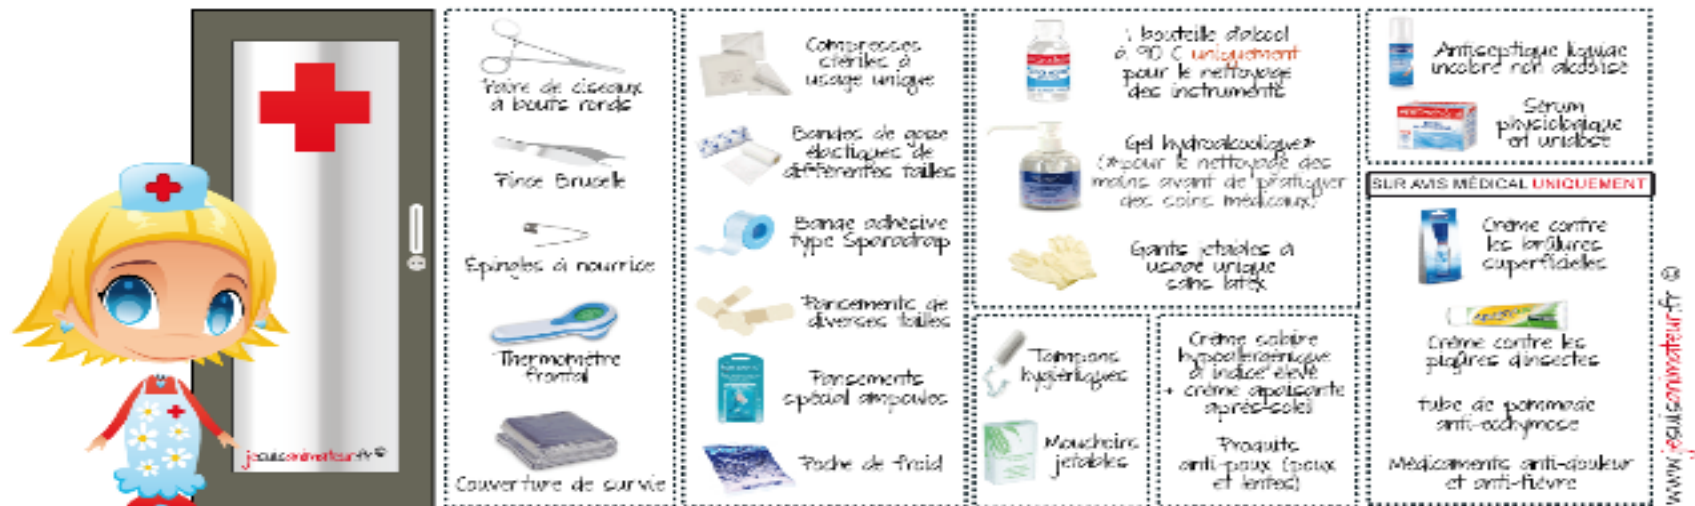 Paire de ciseaux
à bouts ronds
Pince Brucelle
Épingles à nourrice
Thermomètre
frontal
Couverture de survie
Compresses
stériles à
usage unique
Bandes de gaze
élastiques de
différentes tailles
Bande adhésive
type Sparadrap
Pansements de
diverses tailles
Pansements
spécial ampoules
Poche de froid
1 bouteille d'alcool
à 90 C uniquement
pour le nettoyage
des instruments
Gel hydroalcoolique*
(*pour le nettoyage des
mains avant de pratiquer
des soins médicaux)
Gants jetables à
usage unique
sans latex
Tampons
hygiéniques
Mouchoirs
jetables
Crème solaire
hypoallergénique
à indice élevé
+ crème apaisante
après-soleil
Produits
anti-poux (poux
et lentes)
Antiseptique liquide
incolore non alcoolisé
Sérum
physiologique
en unidose
SUR AVIS MÉDICAL UNIQUEMENT
Crème contre
les brûlures
superficielles
Crème contre les
piqûres d'insectes
tube de pommade
anti-ecchymose
Médicaments anti-douleur
et anti-fièvre
jesuisanimateur.fr ©
www.jesuisanimateur.fr ©